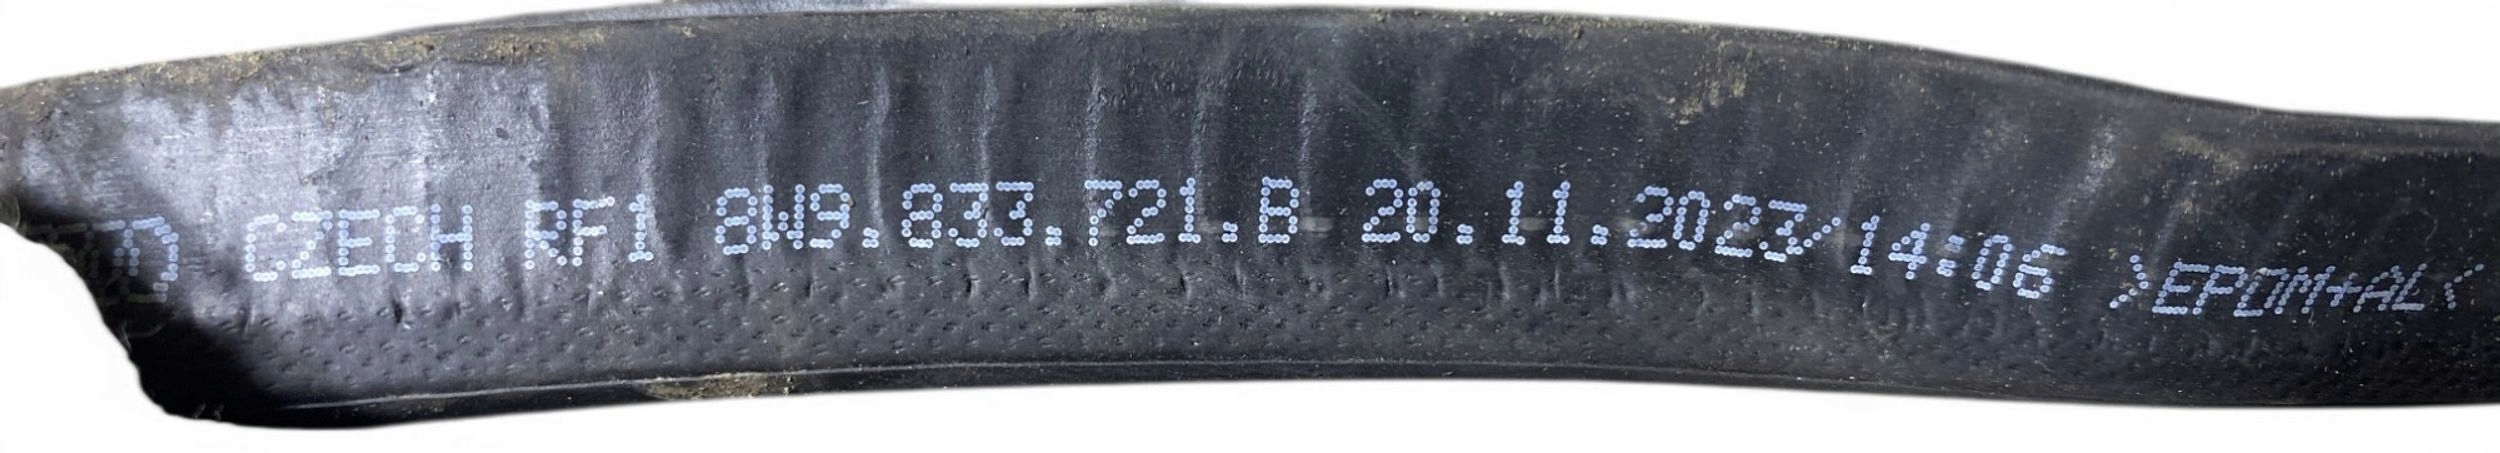 CZECH RF1 8W9.833.721.B 20.11.2023/14:06 >EPDM+AL<